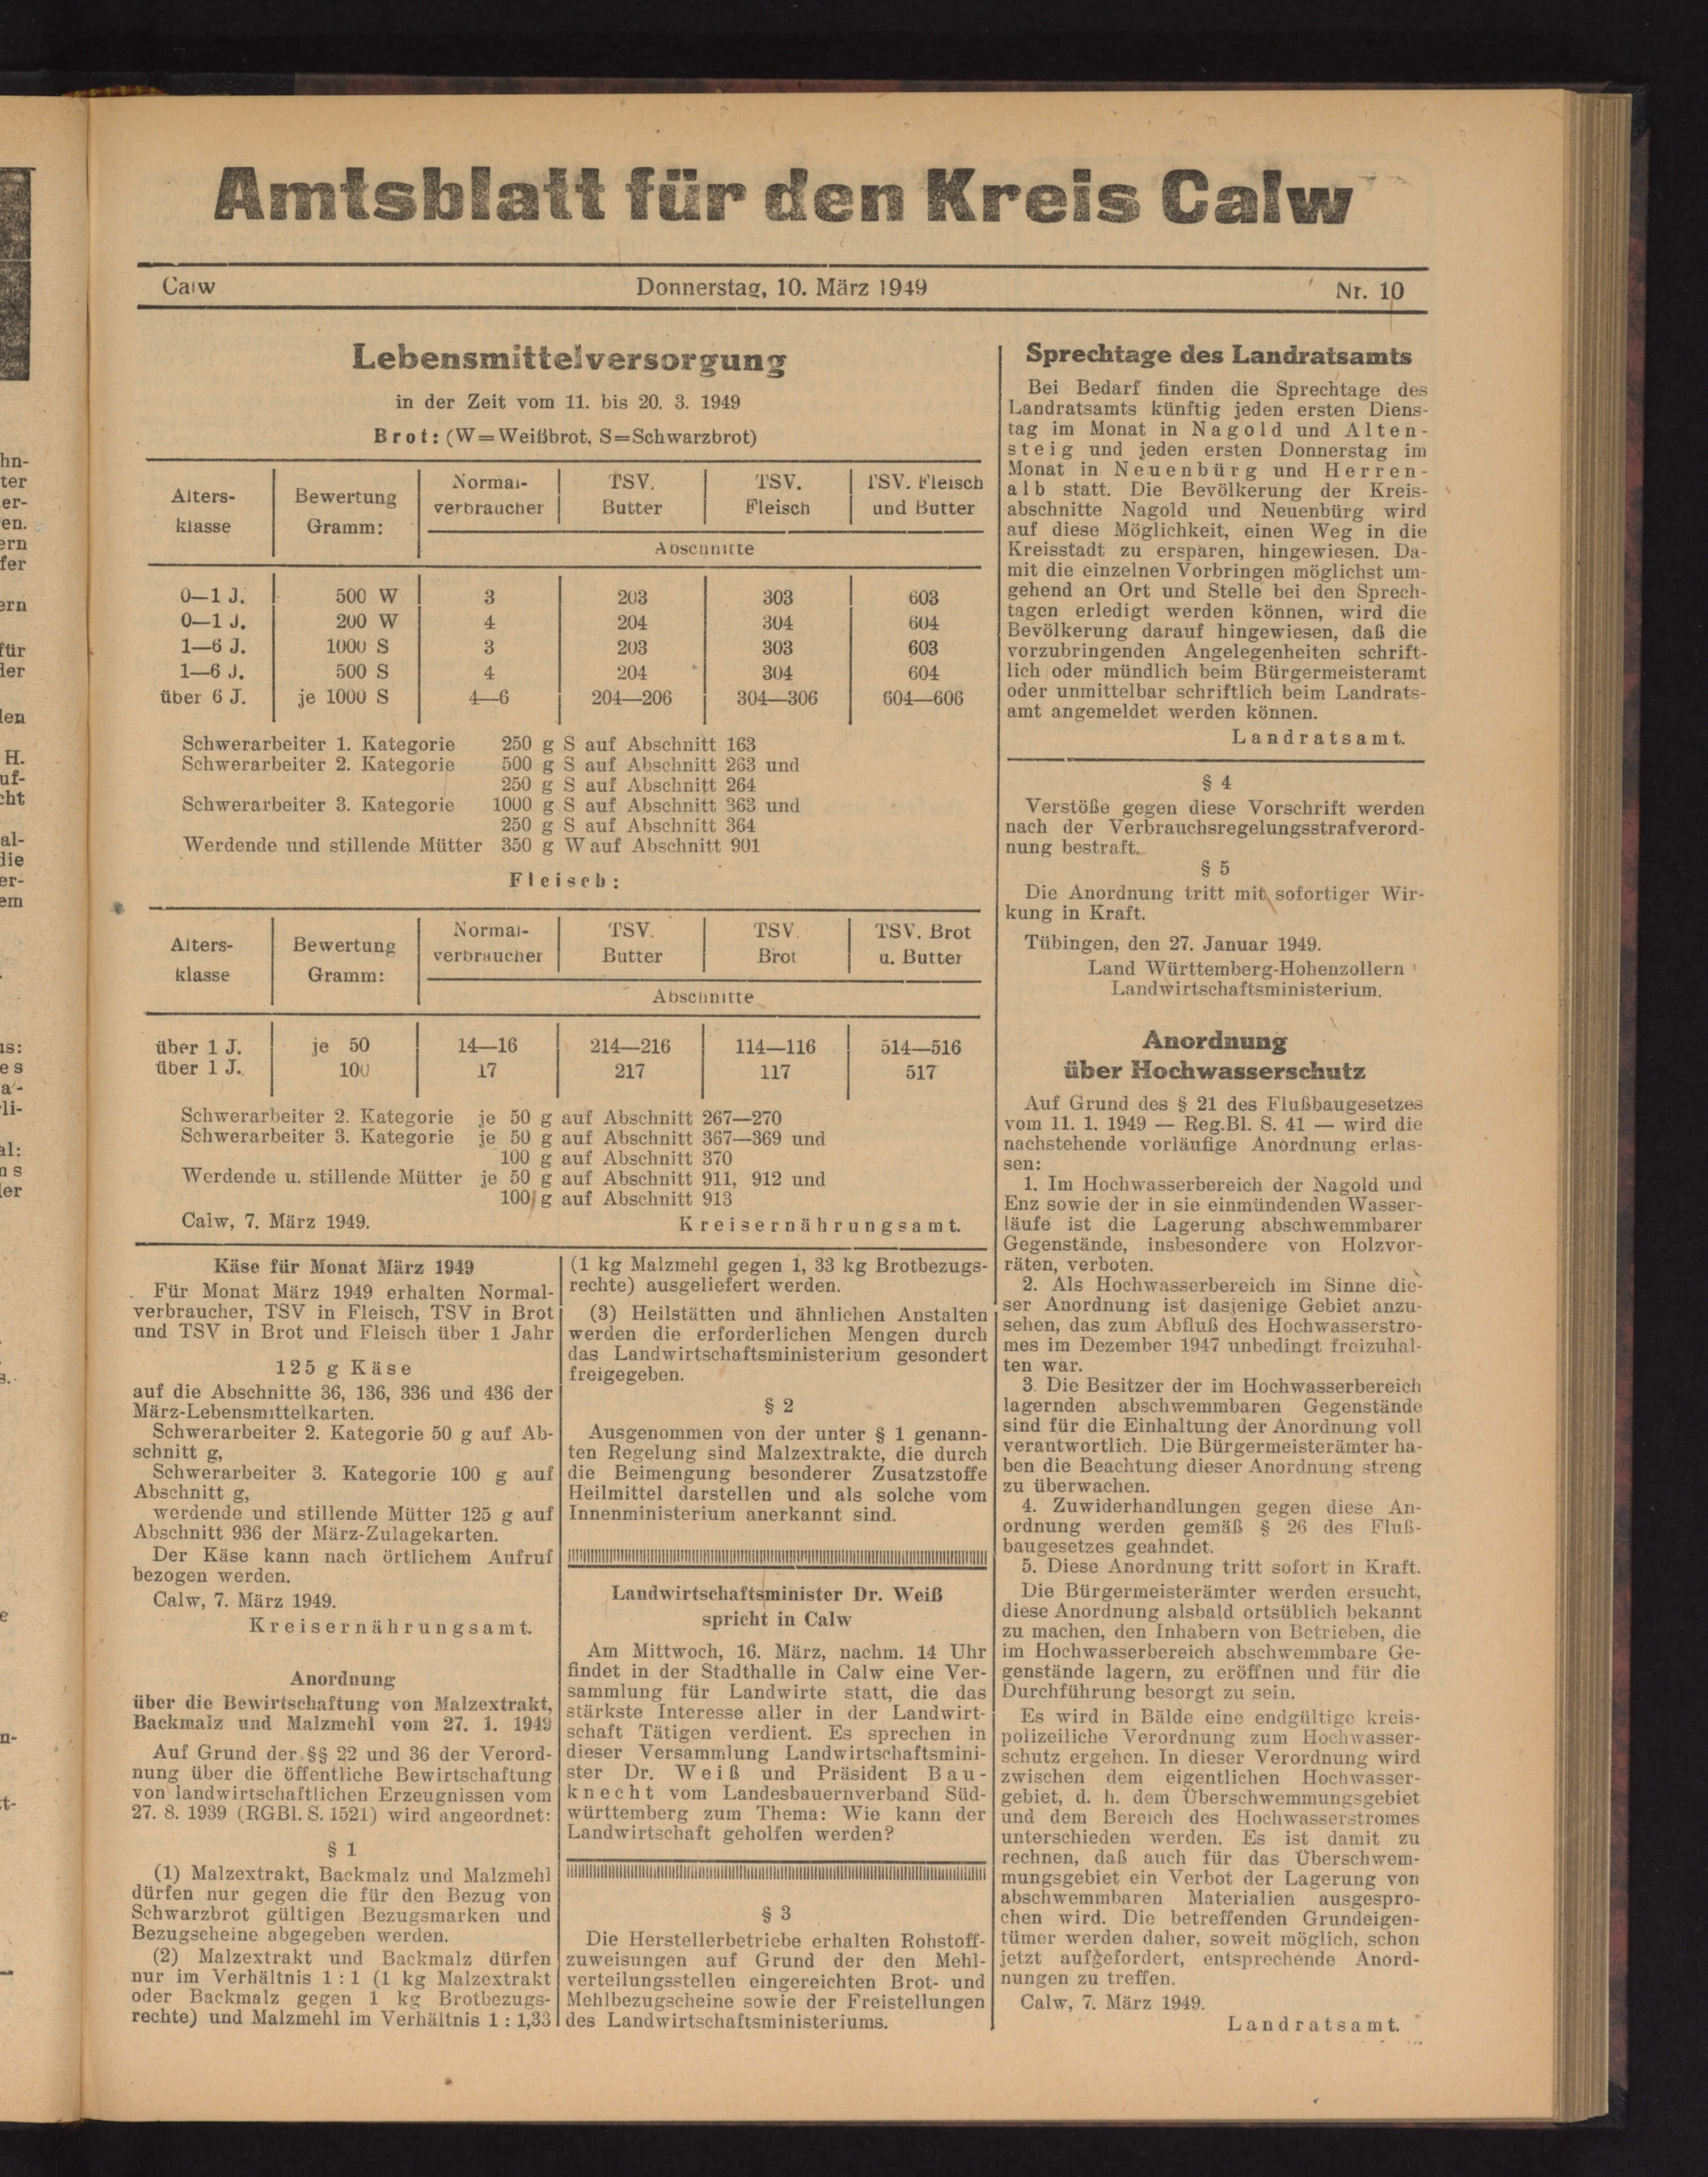 Amtsblatt für den Kreis Calw
Calw Donnerstag, 10. März 1949 Nr. 10
Lebensmittelversorgung
in der Zeit vom 11. bis 20. 3. 1949
Brot: (W=Weißbrot, S=Schwarzbrot)
Alters-
klasse
Bewertung
Gramm:
Normal-
verbraucher
TSV.
Butter
TSV.
Fleisch
TSV. Fleisch
und Butter
Abschnitte
0—1 J. 500 W 3 203 303 603
0—1 J. 200 W 4 204 304 604
1—6 J. 1000 S 3 203 303 603
1—6 J. 500 S 4 204 304 604
über 6 J. je 1000 S 4—6 204—206 304—306 604—606
Schwerarbeiter 1. Kategorie 250 g S auf Abschnitt 163
Schwerarbeiter 2. Kategorie 500 g S auf Abschnitt 263 und
250 g S auf Abschnitt 264
Schwerarbeiter 3. Kategorie 1000 g S auf Abschnitt 363 und
250 g S auf Abschnitt 364
Werdende und stillende Mütter 350 g W auf Abschnitt 901
Fleisch:
Alters-
klasse
Bewertung
Gramm:
Normal-
verbraucher
TSV.
Butter
TSV.
Brot
TSV. Brot
u. Butter
Abschnitte
über 1 J. je 50 14—16 214—216 114—116 514—516
über 1 J. 100 17 217 117 517
Schwerarbeiter 2. Kategorie je 50 g auf Abschnitt 267—270
Schwerarbeiter 3. Kategorie je 50 g auf Abschnitt 367—369 und
100 g auf Abschnitt 370
Werdende u. stillende Mütter je 50 g auf Abschnitt 911, 912 und
100 g auf Abschnitt 913
Calw, 7. März 1949. Kreisernährungsamt.
Käse für Monat März 1949
Für Monat März 1949 erhalten Normal-
verbraucher, TSV in Fleisch, TSV in Brot
und TSV in Brot und Fleisch über 1 Jahr
125 g Käse
auf die Abschnitte 36, 136, 336 und 436 der
März-Lebensmittelkarten.
Schwerarbeiter 2. Kategorie 50 g auf Ab-
schnitt g,
Schwerarbeiter 3. Kategorie 100 g auf
Abschnitt g,
werdende und stillende Mütter 125 g auf
Abschnitt 936 der März-Zulagekarten.
Der Käse kann nach örtlichem Aufruf
bezogen werden.
Calw, 7. März 1949.
Kreisernährungsamt.
Anordnung
über die Bewirtschaftung von Malzextrakt,
Backmalz und Malzmehl vom 27. 1. 1949
Auf Grund der §§ 22 und 36 der Verord-
nung über die öffentliche Bewirtschaftung
von landwirtschaftlichen Erzeugnissen vom
27. 8. 1939 (RGBl. S. 1521) wird angeordnet:
§ 1
(1) Malzextrakt, Backmalz und Malzmehl
dürfen nur gegen die für den Bezug von
Schwarzbrot gültigen Bezugsmarken und
Bezugscheine abgegeben werden.
(2) Malzextrakt und Backmalz dürfen
nur im Verhältnis 1 : 1 (1 kg Malzextrakt
oder Backmalz gegen 1 kg Brotbezugs-
rechte) und Malzmehl im Verhältnis 1 : 1,33
(1 kg Malzmehl gegen 1, 33 kg Brotbezugs-
rechte) ausgeliefert werden.
(3) Heilstätten und ähnlichen Anstalten
werden die erforderlichen Mengen durch
das Landwirtschaftsministerium gesondert
freigegeben.
§ 2
Ausgenommen von der unter § 1 genann-
ten Regelung sind Malzextrakte, die durch
die Beimengung besonderer Zusatzstoffe
Heilmittel darstellen und als solche vom
Innenministerium anerkannt sind.
Landwirtschaftsminister Dr. Weiß
spricht in Calw
Am Mittwoch, 16. März, nachm. 14 Uhr
findet in der Stadthalle in Calw eine Ver-
sammlung für Landwirte statt, die das
stärkste Interesse aller in der Landwirt-
schaft Tätigen verdient. Es sprechen in
dieser Versammlung Landwirtschaftsmini-
ster Dr. Weiß und Präsident Bau-
knecht vom Landesbauernverband Süd-
württemberg zum Thema: Wie kann der
Landwirtschaft geholfen werden?
§ 3
Die Herstellerbetriebe erhalten Rohstoff-
zuweisungen auf Grund der den Mehl-
verteilungsstellen eingereichten Brot- und
Mehlbezugscheine sowie der Freistellungen
des Landwirtschaftsministeriums.
Sprechtage des Landratsamts
Bei Bedarf finden die Sprechtage des
Landratsamts künftig jeden ersten Diens-
tag im Monat in Nagold und Alten-
steig und jeden ersten Donnerstag im
Monat in Neuenbürg und Herren-
alb statt. Die Bevölkerung der Kreis-
abschnitte Nagold und Neuenbürg wird
auf diese Möglichkeit, einen Weg in die
Kreisstadt zu ersparen, hingewiesen. Da-
mit die einzelnen Vorbringen möglichst um-
gehend an Ort und Stelle bei den Sprech-
tagen erledigt werden können, wird die
Bevölkerung darauf hingewiesen, daß die
vorzubringenden Angelegenheiten schrift-
lich oder mündlich beim Bürgermeisteramt
oder unmittelbar schriftlich beim Landrats-
amt angemeldet werden können.
Landratsamt.
§ 4
Verstöße gegen diese Vorschrift werden
nach der Verbrauchsregelungsstrafverord-
nung bestraft.
§ 5
Die Anordnung tritt mit sofortiger Wir-
kung in Kraft.
Tübingen, den 27. Januar 1949.
Land Württemberg-Hohenzollern
Landwirtschaftsministerium.
Anordnung
über Hochwasserschutz
Auf Grund des § 21 des Flußbaugesetzes
vom 11. 1. 1949 — Reg.Bl. S. 41 — wird die
nachstehende vorläufige Anordnung erlas-
sen:
1. Im Hochwasserbereich der Nagold und
Enz sowie der in sie einmündenden Wasser-
läufe ist die Lagerung abschwemmbarer
Gegenstände, insbesondere von Holzvor-
räten, verboten.
2. Als Hochwasserbereich im Sinne die-
ser Anordnung ist dasjenige Gebiet anzu-
sehen, das zum Abfluß des Hochwasserstro-
mes im Dezember 1947 unbedingt freizuhal-
ten war.
3. Die Besitzer der im Hochwasserbereich
lagernden abschwemmbaren Gegenstände
sind für die Einhaltung der Anordnung voll
verantwortlich. Die Bürgermeisterämter ha-
ben die Beachtung dieser Anordnung streng
zu überwachen.
4. Zuwiderhandlungen gegen diese An-
ordnung werden gemäß § 26 des Fluß-
baugesetzes geahndet.
5. Diese Anordnung tritt sofort in Kraft.
Die Bürgermeisterämter werden ersucht,
diese Anordnung alsbald ortsüblich bekannt
zu machen, den Inhabern von Betrieben, die
im Hochwasserbereich abschwemmbare Ge-
genstände lagern, zu eröffnen und für die
Durchführung besorgt zu sein.
Es wird in Bälde eine endgültige kreis-
polizeiliche Verordnung zum Hochwasser-
schutz ergehen. In dieser Verordnung wird
zwischen dem eigentlichen Hochwasser-
gebiet, d. h. dem Überschwemmungsgebiet
und dem Bereich des Hochwasserstromes
unterschieden werden. Es ist damit zu
rechnen, daß auch für das Überschwem-
mungsgebiet ein Verbot der Lagerung von
abschwemmbaren Materialien ausgespro-
chen wird. Die betreffenden Grundeigen-
tümer werden daher, soweit möglich, schon
jetzt aufgefordert, entsprechende Anord-
nungen zu treffen.
Calw, 7. März 1949.
Landratsamt.